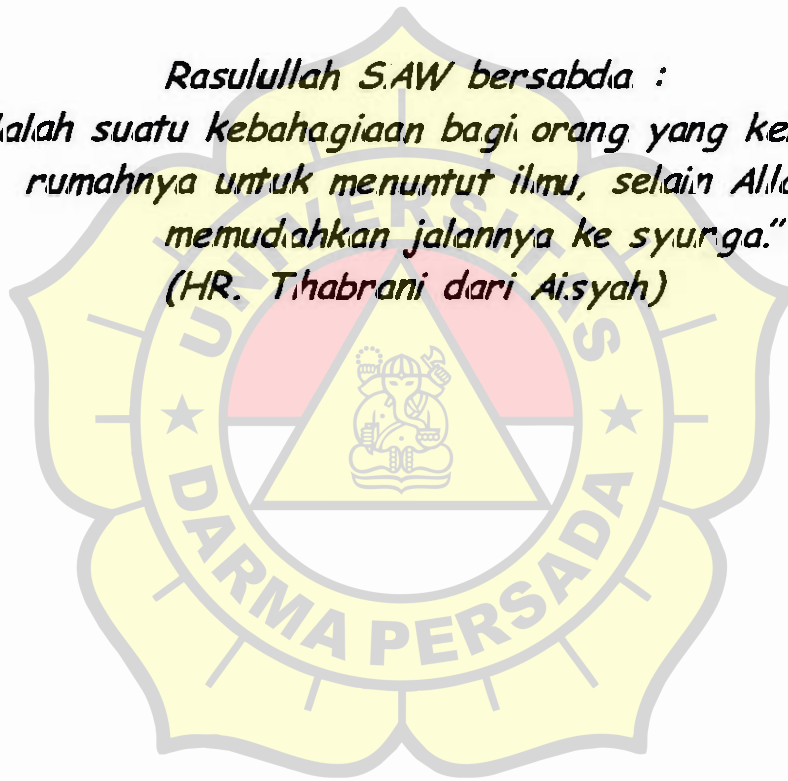 Rasulullah S.AW bersabda :
suatu kebahagiaan bagi orang yang
rumahnya untuk menuntut ilmu, selain
memudahkan jalannya ke syurga."
(HR. Thabrani dari Aisyah)
UNIVERSITAS
DARMA PERSADA